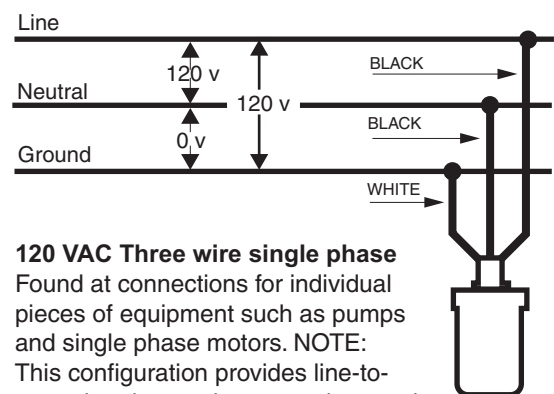 Line
120 v
BLACK
Neutral
120 v
BLACK
0 v
Ground
WHITE
120 VAC Three wire single phase
Found at connections for individual
pieces of equipment such as pumps
and single phase motors. NOTE:
This configuration provides line-to-